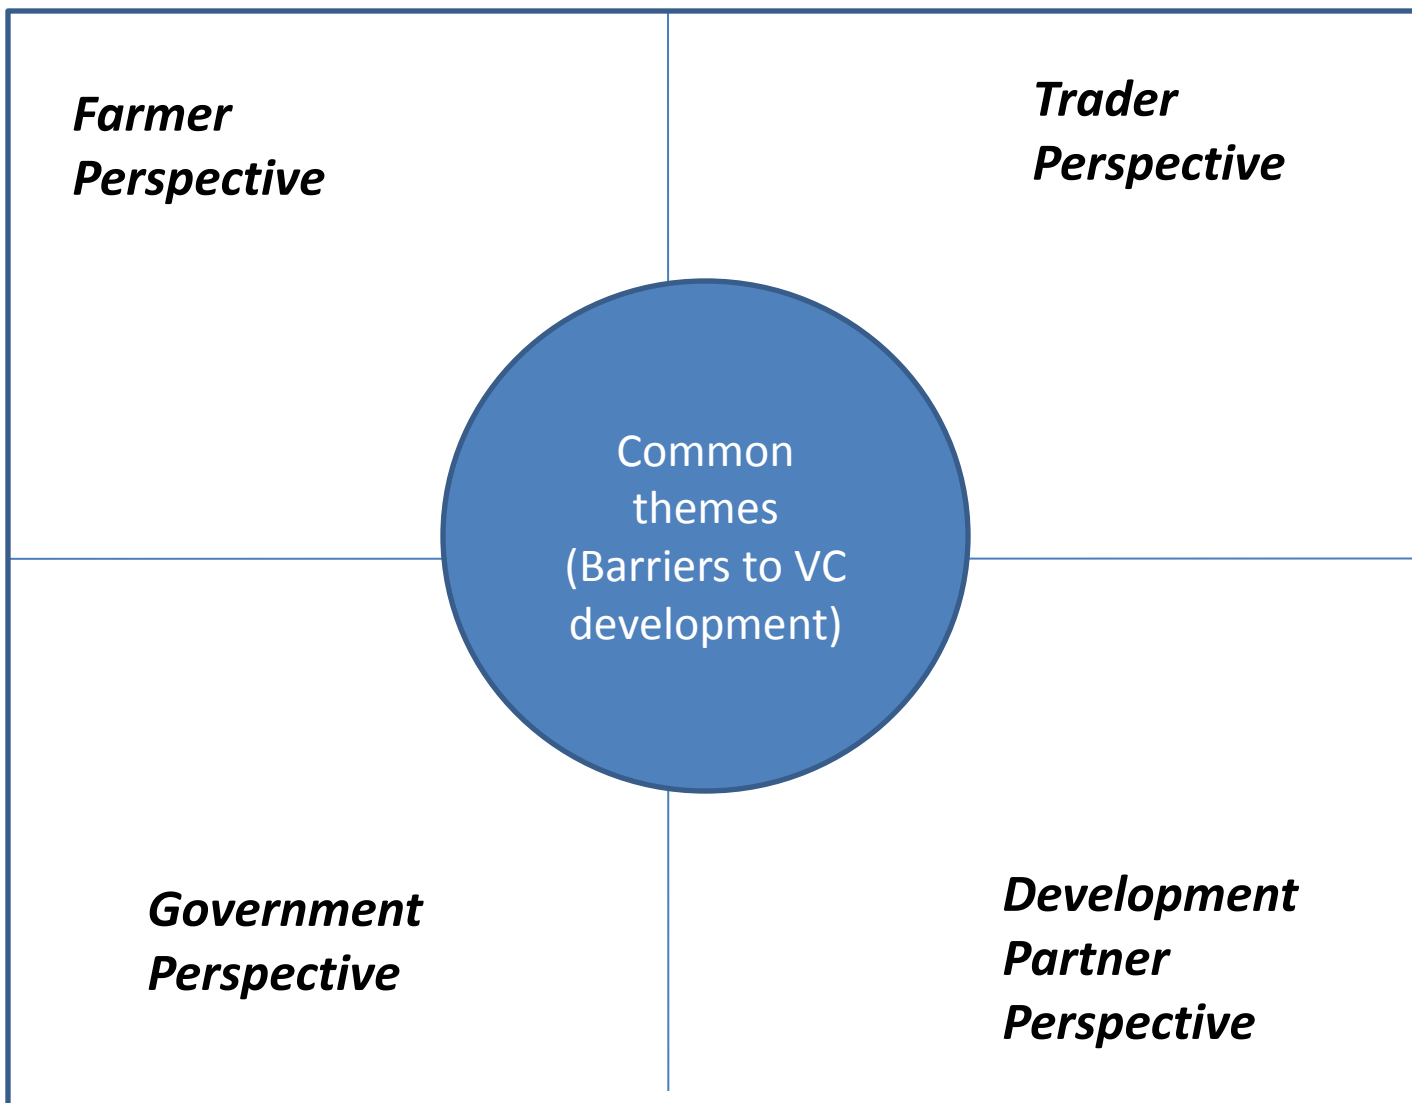 Farmer
Perspective
Trader
Perspective
Common
themes
(Barriers to VC
development)
Government
Perspective
Development
Partner
Perspective